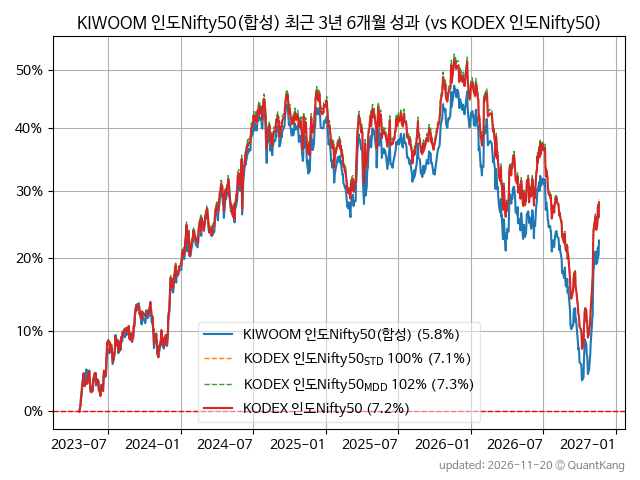 KIWOOM 인도Nifty50(합성) 최근 3년 6개월 성과 (vs KODEX 인도Nifty50)
50%
40%
30%
20%
10%
0%
KIWOOM 인도Nifty50(합성) (5.8%)
KODEX 인도Nifty50STD 100% (7.1%)
KODEX 인도Nifty50MDD 102% (7.3%)
KODEX 인도Nifty50 (7.2%)
2023-07 2024-01 2024-07 2025-01 2025-07 2026-01 2026-07 2027-01
updated: 2026-11-20 © QuantKang